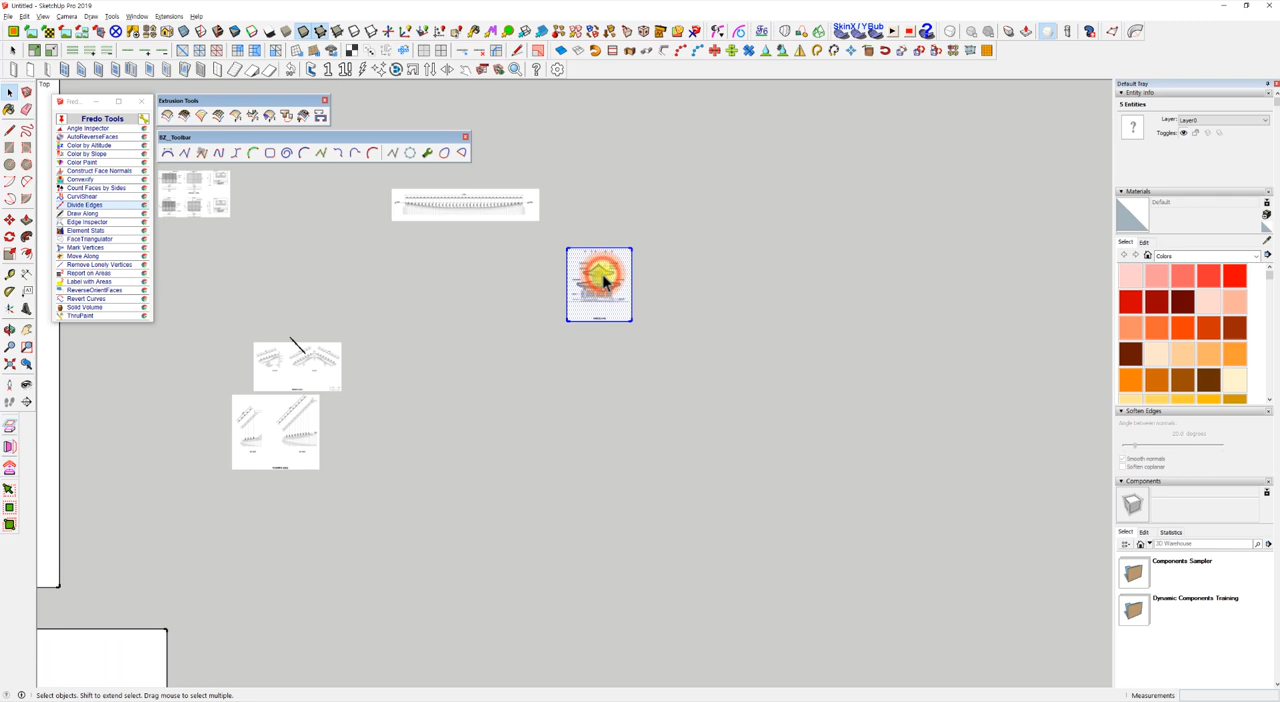 Untitled - SketchUp Pro 2019
File Edit View Camera Draw Tools Window Extensions Help
SkinX/YBub
Top
Fred...
Fredo Tools
Angle Inspector
AutoReverseFaces
Color by Altitude
Color by Slope
Color Paint
Construct Face Normals
Convexify
Count Faces by Sides
CurviShear
Divide Edges
Draw Along
Edge Inspector
Element Stats
FaceTriangulator
Mark Vertices
Move Along
Remove Lonely Vertices
Report on Areas
Label with Areas
ReverseOrientFaces
Revert Curves
Solid Volume
ThruPaint
Extrusion Tools
BZ__Toolbar
Default Tray
Entity Info
5 Entities
Layer: Layer0
Toggles:
Materials
Default
Select Edit
Colors
Soften Edges
Angle between normals:
20.0 degrees
Smooth normals
Soften coplanar
Components
Select Edit Statistics
3D Warehouse
Components Sampler
Dynamic Components Training
Select objects. Shift to extend select. Drag mouse to select multiple.
Measurements